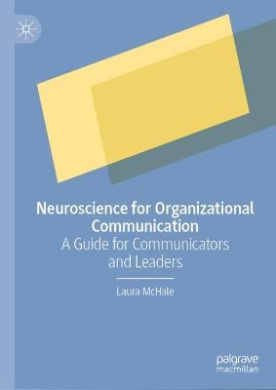 Neuroscience for Organizational
Communication
A Guide for Communicators
and Leaders
Laura McHale
palgrave
macmillan